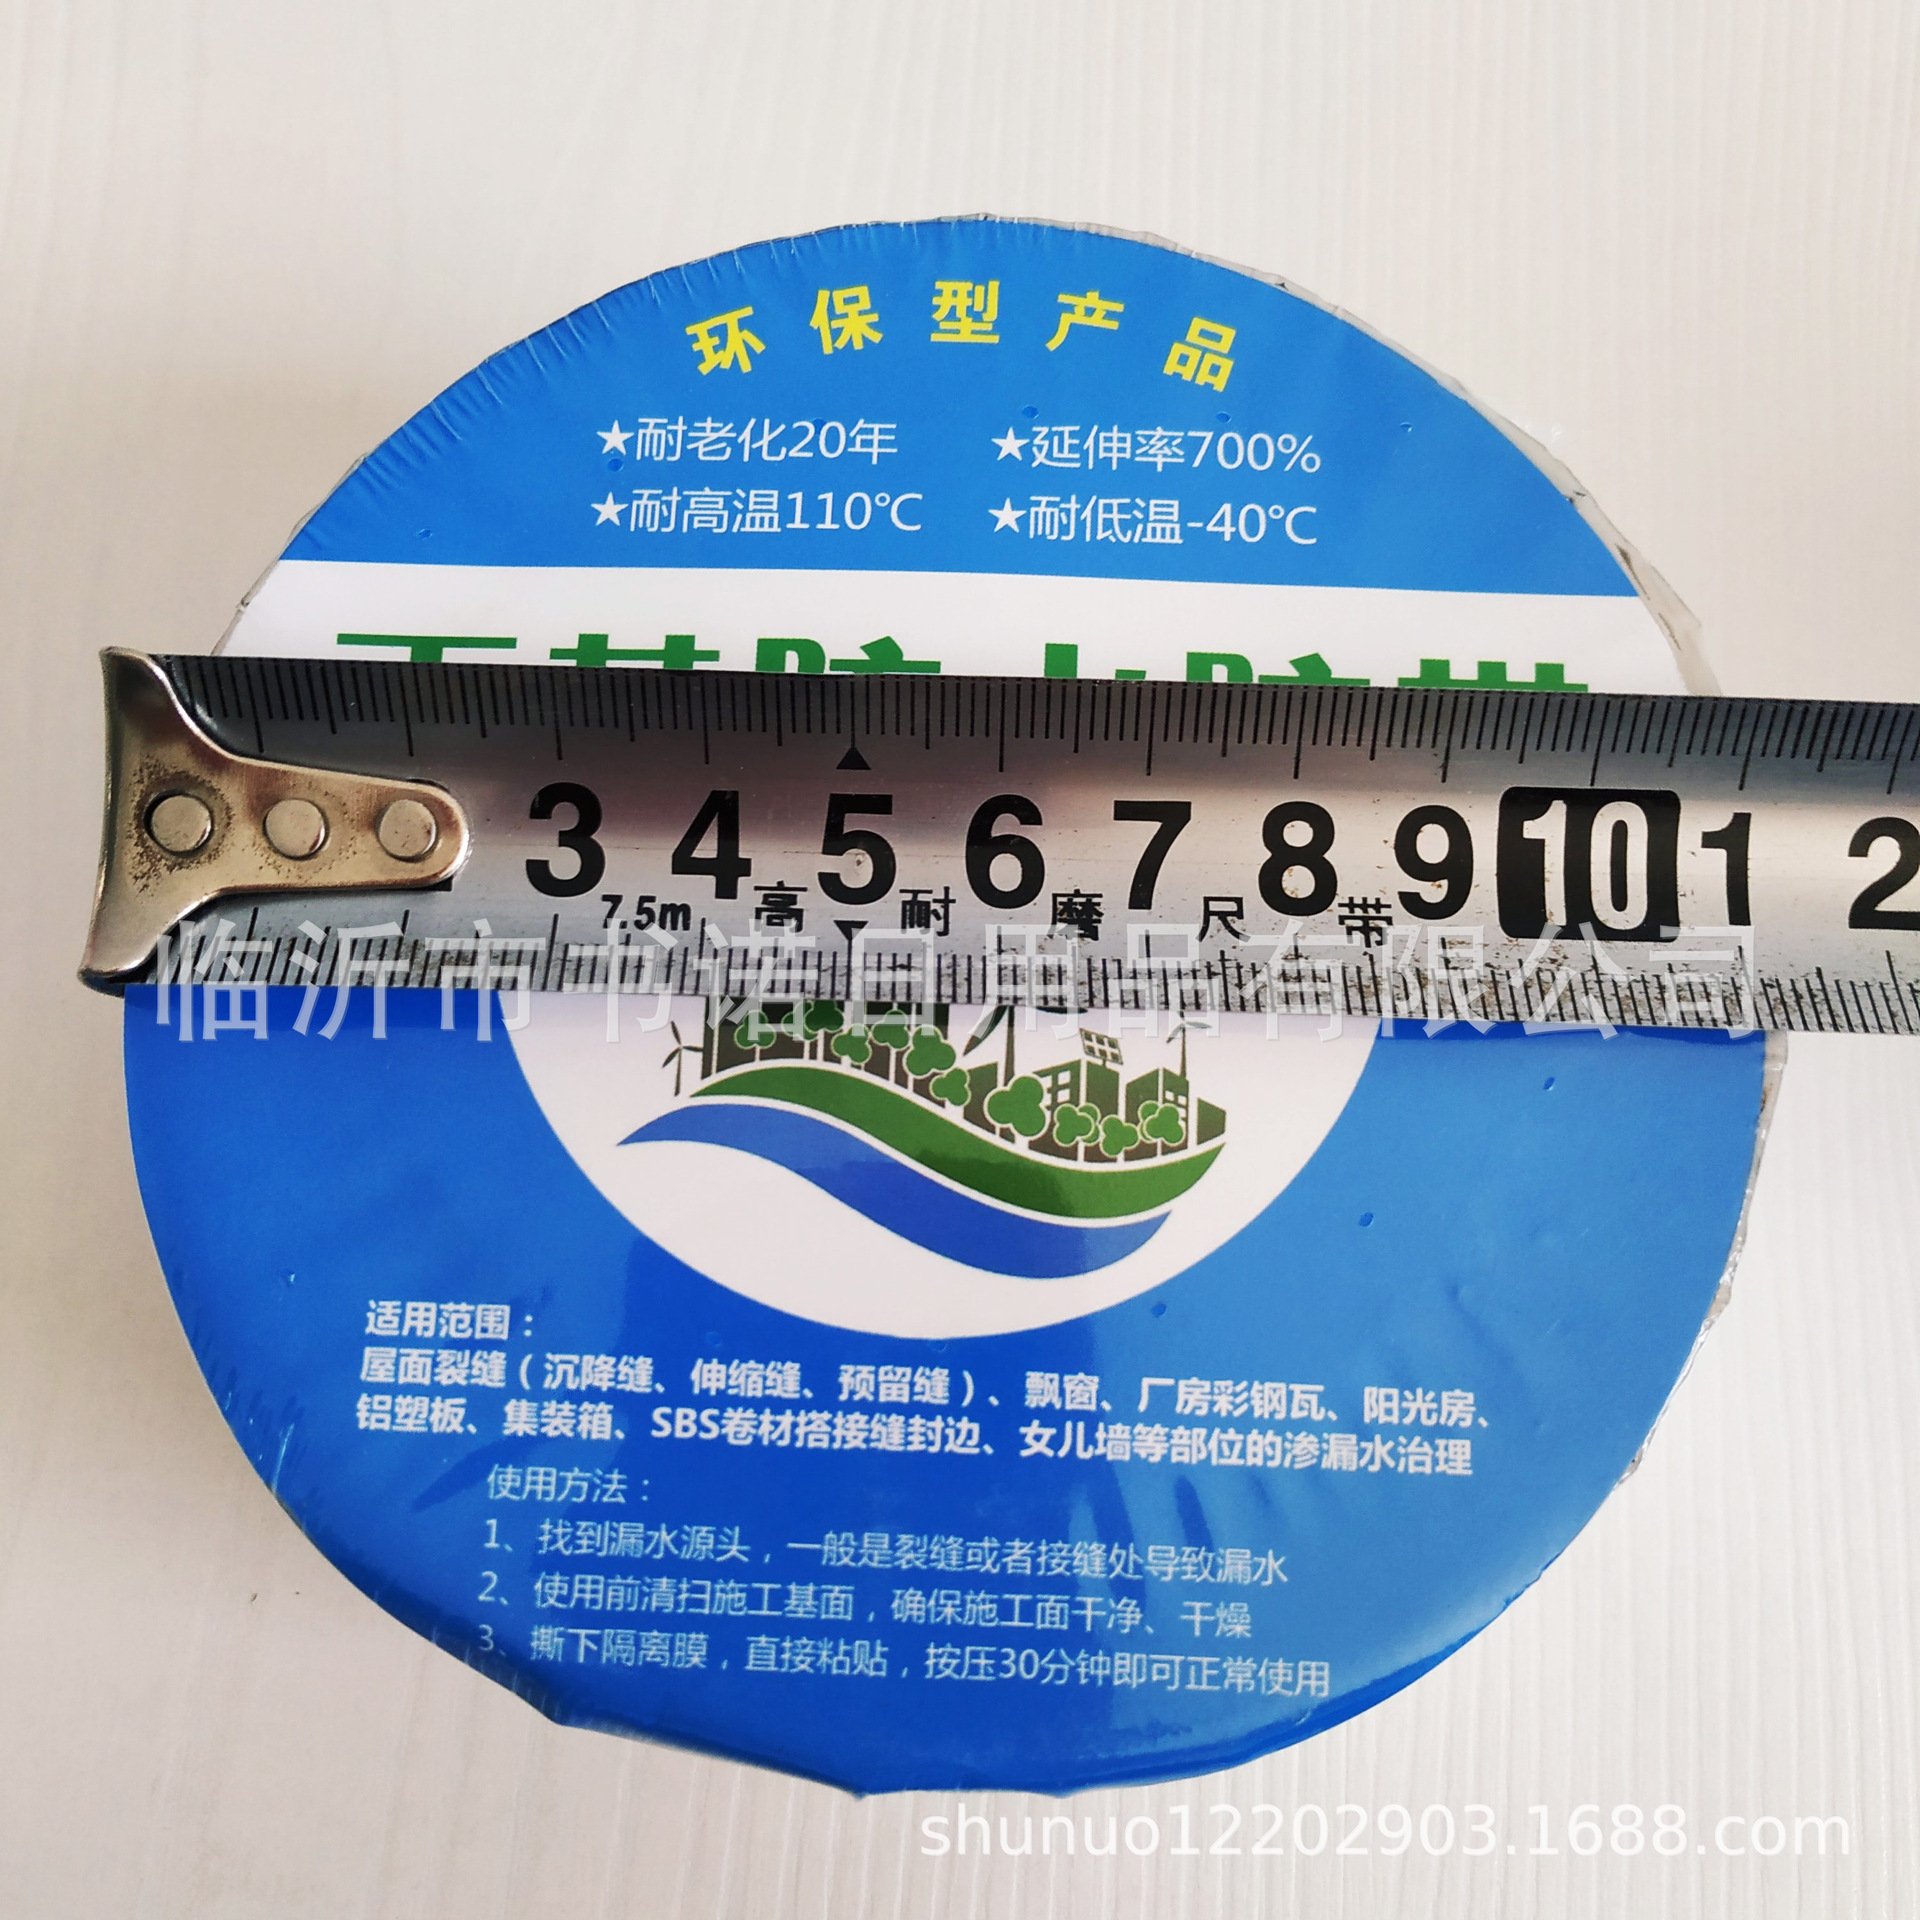 环保型产品
★耐老化20年 ★延伸率700%
★耐高温110℃ ★耐低温-40℃
3 4 5 6 7 8 9 10 1 2
7.5m 高 耐 磨 尺 带
临沂市书诺日用品有限公司
适用范围：
屋面裂缝（沉降缝、伸缩缝、预留缝）、飘窗、厂房彩钢瓦、阳光房、
铝塑板、集装箱、SBS卷材搭接缝封边、女儿墙等部位的渗漏水治理
使用方法：
1、找到漏水源头，一般是裂缝或者接缝处导致漏水
2、使用前清扫施工基面，确保施工面干净、干燥
3、撕下隔离膜，直接粘贴，按压30分钟即可正常使用
shunuo12202903.1688.com